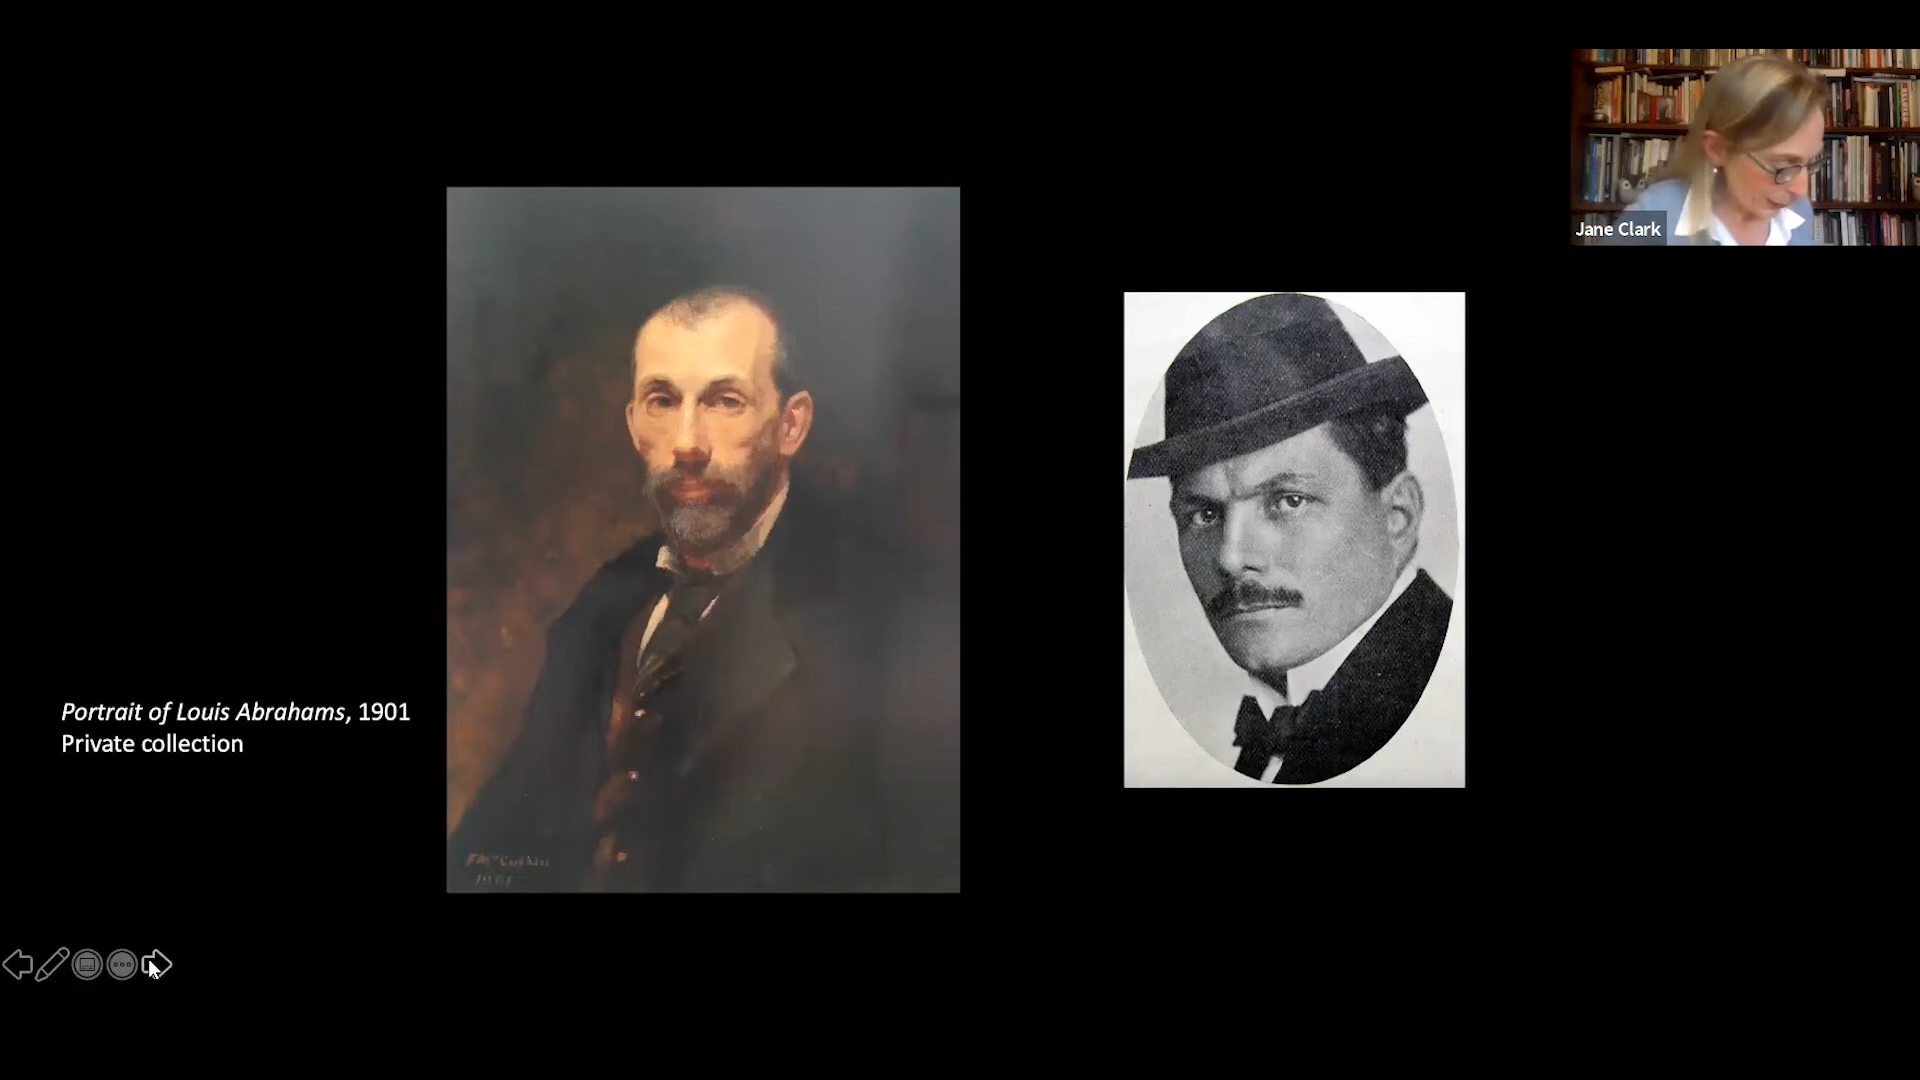 Jane Clark
Portrait of Louis Abrahams, 1901
Private collection